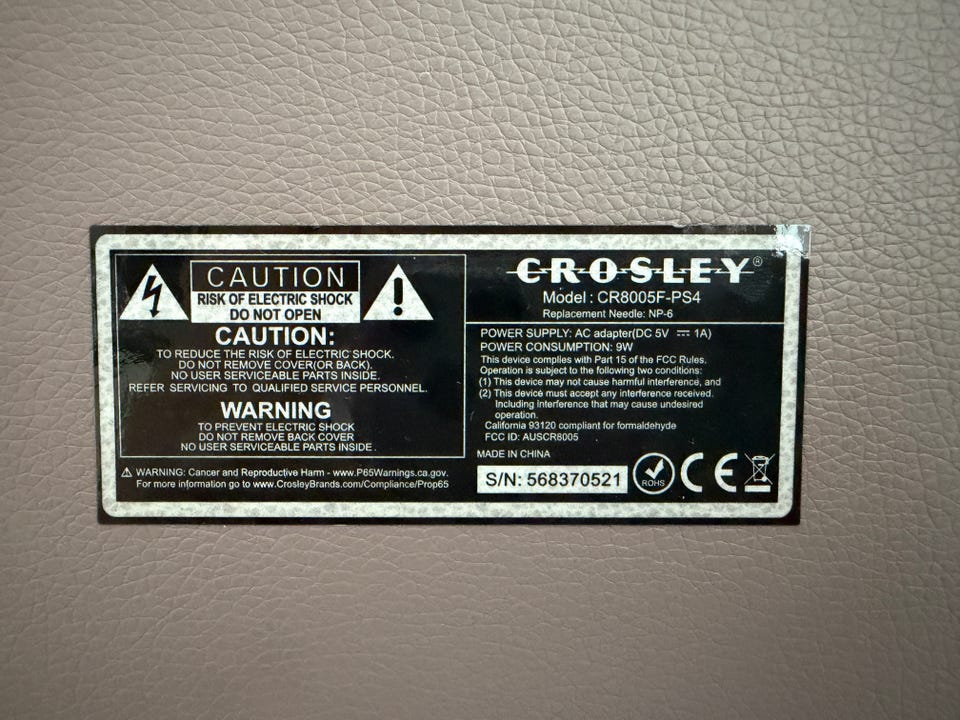 CAUTION
RISK OF ELECTRIC SHOCK
DO NOT OPEN
CAUTION:
TO REDUCE THE RISK OF ELECTRIC SHOCK.
DO NOT REMOVE COVER(OR BACK).
NO USER SERVICEABLE PARTS INSIDE.
REFER SERVICING TO QUALIFIED SERVICE PERSONNEL.
WARNING
TO PREVENT ELECTRIC SHOCK
DO NOT REMOVE BACK COVER
NO USER SERVICEABLE PARTS INSIDE.
WARNING: Cancer and Reproductive Harm - www.P65Warnings.ca.gov.
For more information go to www.CrosleyBrands.com/Compliance/Prop65
CROSLEY®
Model : CR8005F-PS4
Replacement Needle: NP-6
POWER SUPPLY: AC adapter(DC 5V ⎓ 1A)
POWER CONSUMPTION: 9W
This device complies with Part 15 of the FCC Rules.
Operation is subject to the following two conditions:
(1) This device may not cause harmful interference, and
(2) This device must accept any interference received.
Including Interference that may cause undesired
operation.
California 93120 compliant for formaldehyde
FCC ID: AUSCR8005
MADE IN CHINA
S/N: 568370521
ROHS
CE